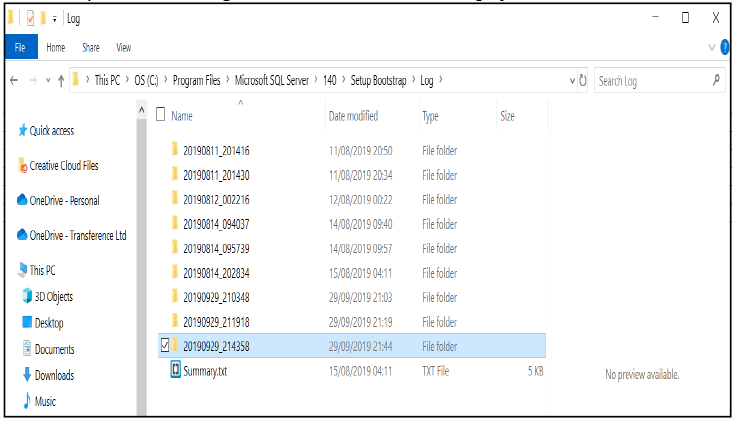 Log
File Home Share View
This PC > OS (C:) > Program Files > Microsoft SQL Server > 140 > Setup Bootstrap > Log >
Search Log
Name Date modified Type Size
Quick access
Creative Cloud Files
OneDrive - Personal
OneDrive - Transference Ltd
This PC
3D Objects
Desktop
Documents
Downloads
Music
20190811_201416 11/08/2019 20:50 File folder
20190811_201430 11/08/2019 20:34 File folder
20190812_002216 12/08/2019 00:22 File folder
20190814_094037 14/08/2019 09:40 File folder
20190814_095739 14/08/2019 09:57 File folder
20190814_202834 15/08/2019 04:11 File folder
20190929_210348 29/09/2019 21:03 File folder
20190929_211918 29/09/2019 21:19 File folder
20190929_214358 29/09/2019 21:44 File folder
Summary.txt 15/08/2019 04:11 TXT File 5 KB
No preview available.